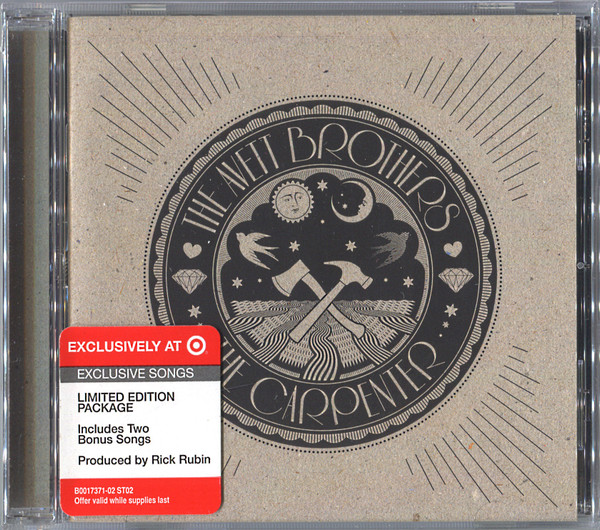 THE AVETT BROTHERS
THE CARPENTER
EXCLUSIVELY AT
EXCLUSIVE SONGS
LIMITED EDITION
PACKAGE
Includes Two
Bonus Songs
Produced by Rick Rubin
B0017371-02 ST02
Offer valid while supplies last